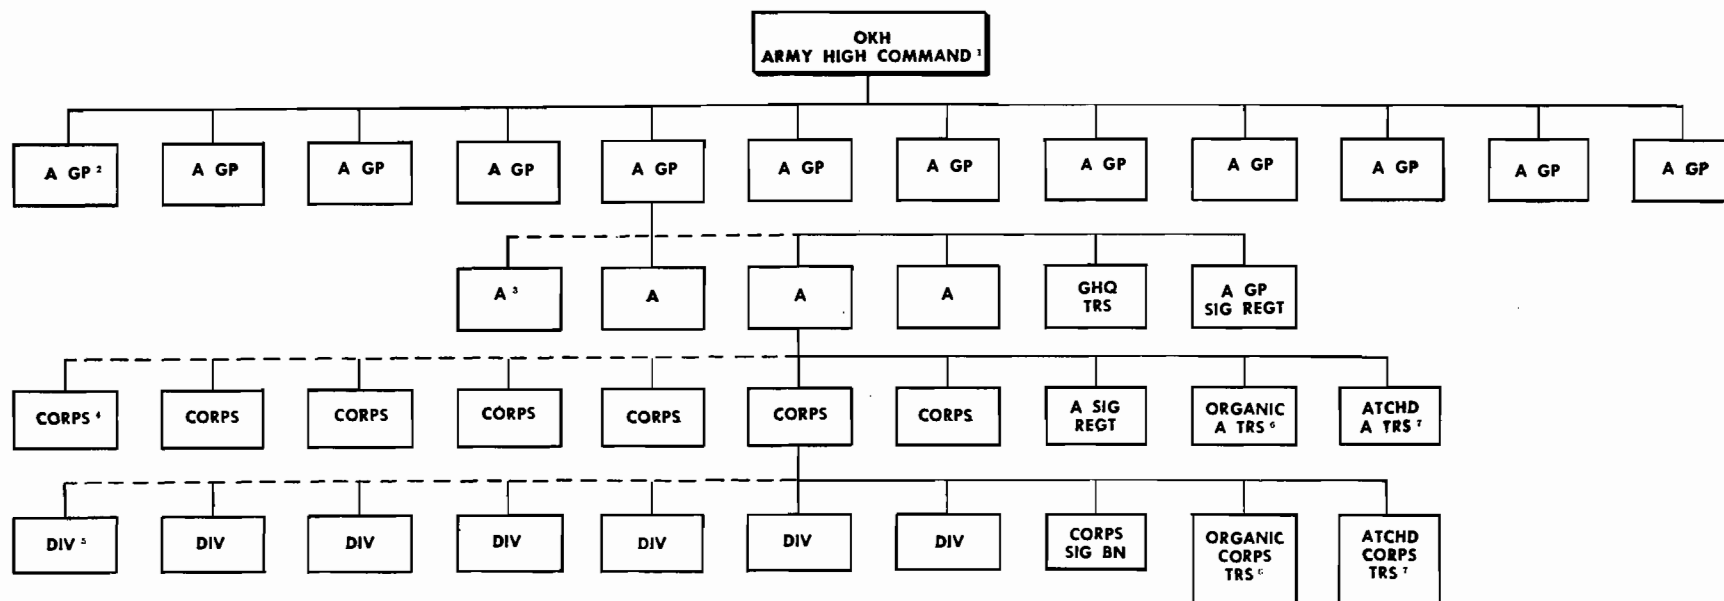 OKH
ARMY HIGH COMMAND ¹
A GP ²
A GP
A GP
A GP
A GP
A GP
A GP
A GP
A GP
A GP
A GP
A GP
A ³
A
A
A
GHQ
TRS
A GP
SIG REGT
CORPS ⁴
CORPS
CORPS
CORPS
CORPS
CORPS
CORPS
A SIG
REGT
ORGANIC
A TRS ⁶
ATCHD
A TRS ⁷
DIV ⁵
DIV
DIV
DIV
DIV
DIV
DIV
CORPS
SIG BN
ORGANIC
CORPS
TRS ⁶
ATCHD
CORPS
TRS ⁷